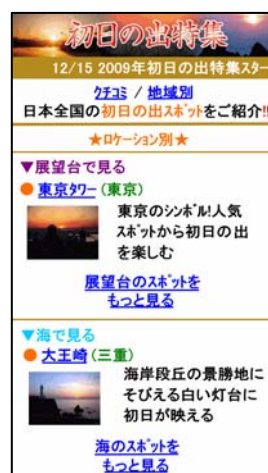 初日の出特集
12/15 2009年初日の出特集スター
ｸﾁｺﾐ / 地域別
日本全国の初日の出ｽﾎﾟｯﾄをご紹介!!
★ﾛｹｰｼｮﾝ別★
▼展望台で見る
● 東京ﾀﾜｰ (東京)
東京のｼﾝﾎﾞﾙ!人気
ｽﾎﾟｯﾄから初日の出
を楽しむ
展望台のｽﾎﾟｯﾄを
もっと見る
▼海で見る
● 大王崎 (三重)
海岸段丘の景勝地に
そびえる白い灯台に
初日が映える
海のｽﾎﾟｯﾄを
もっと見る